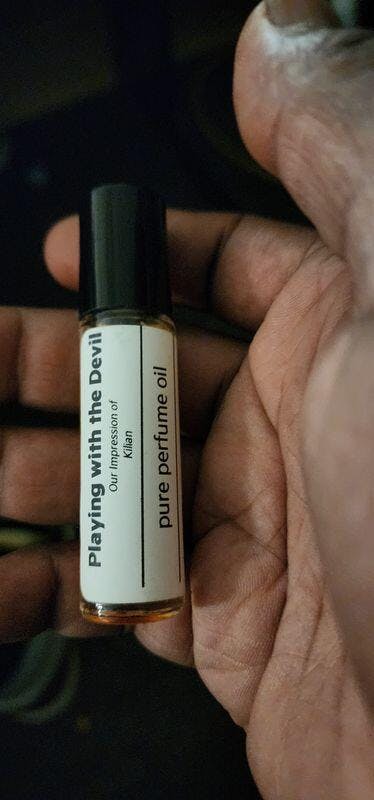 Playing with the Devil
Our Impression of
Kilian
pure perfume oil